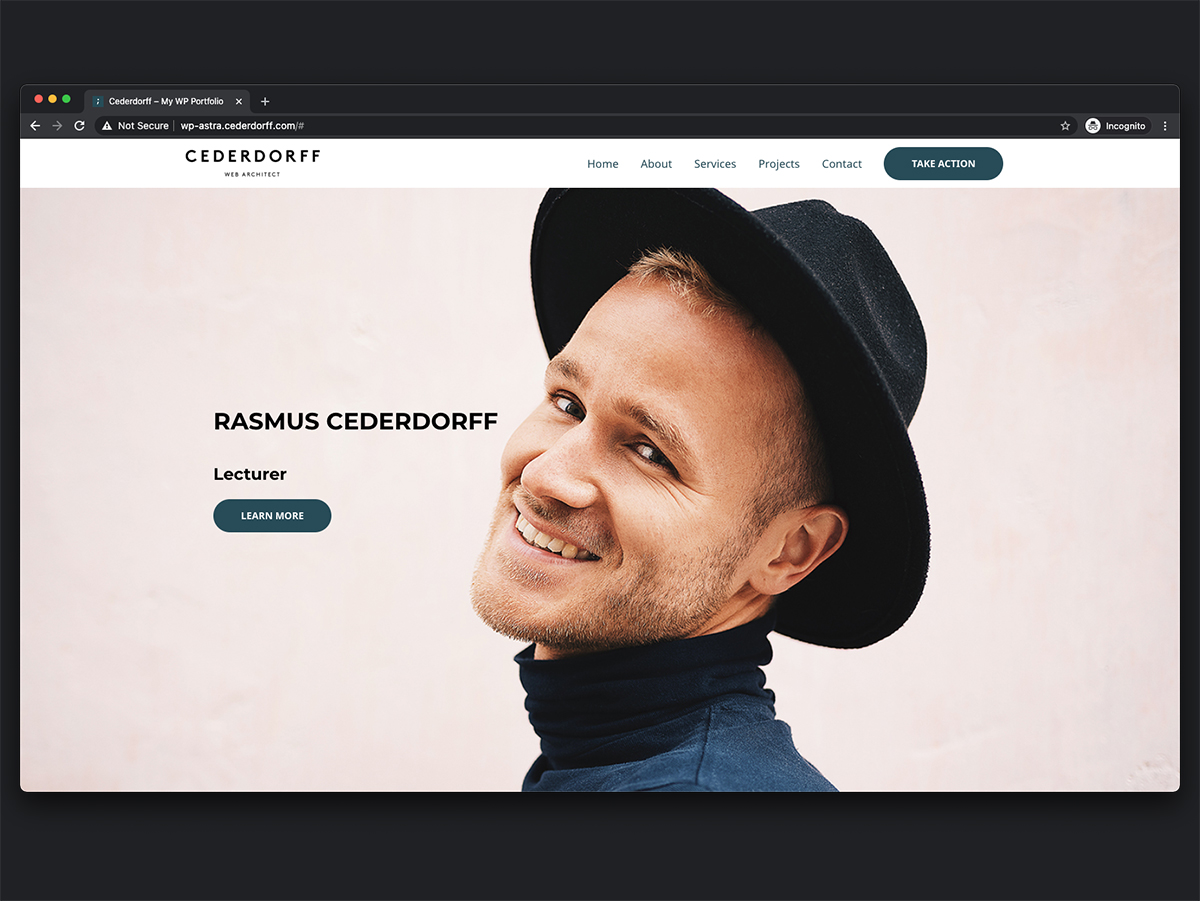 Cederdorff – My WP Portfolio
Not Secure wp-astra.cederdorff.com/#
Incognito
CEDERDORFF
WEB ARCHITECT
Home About Services Projects Contact TAKE ACTION
RASMUS CEDERDORFF
Lecturer
LEARN MORE